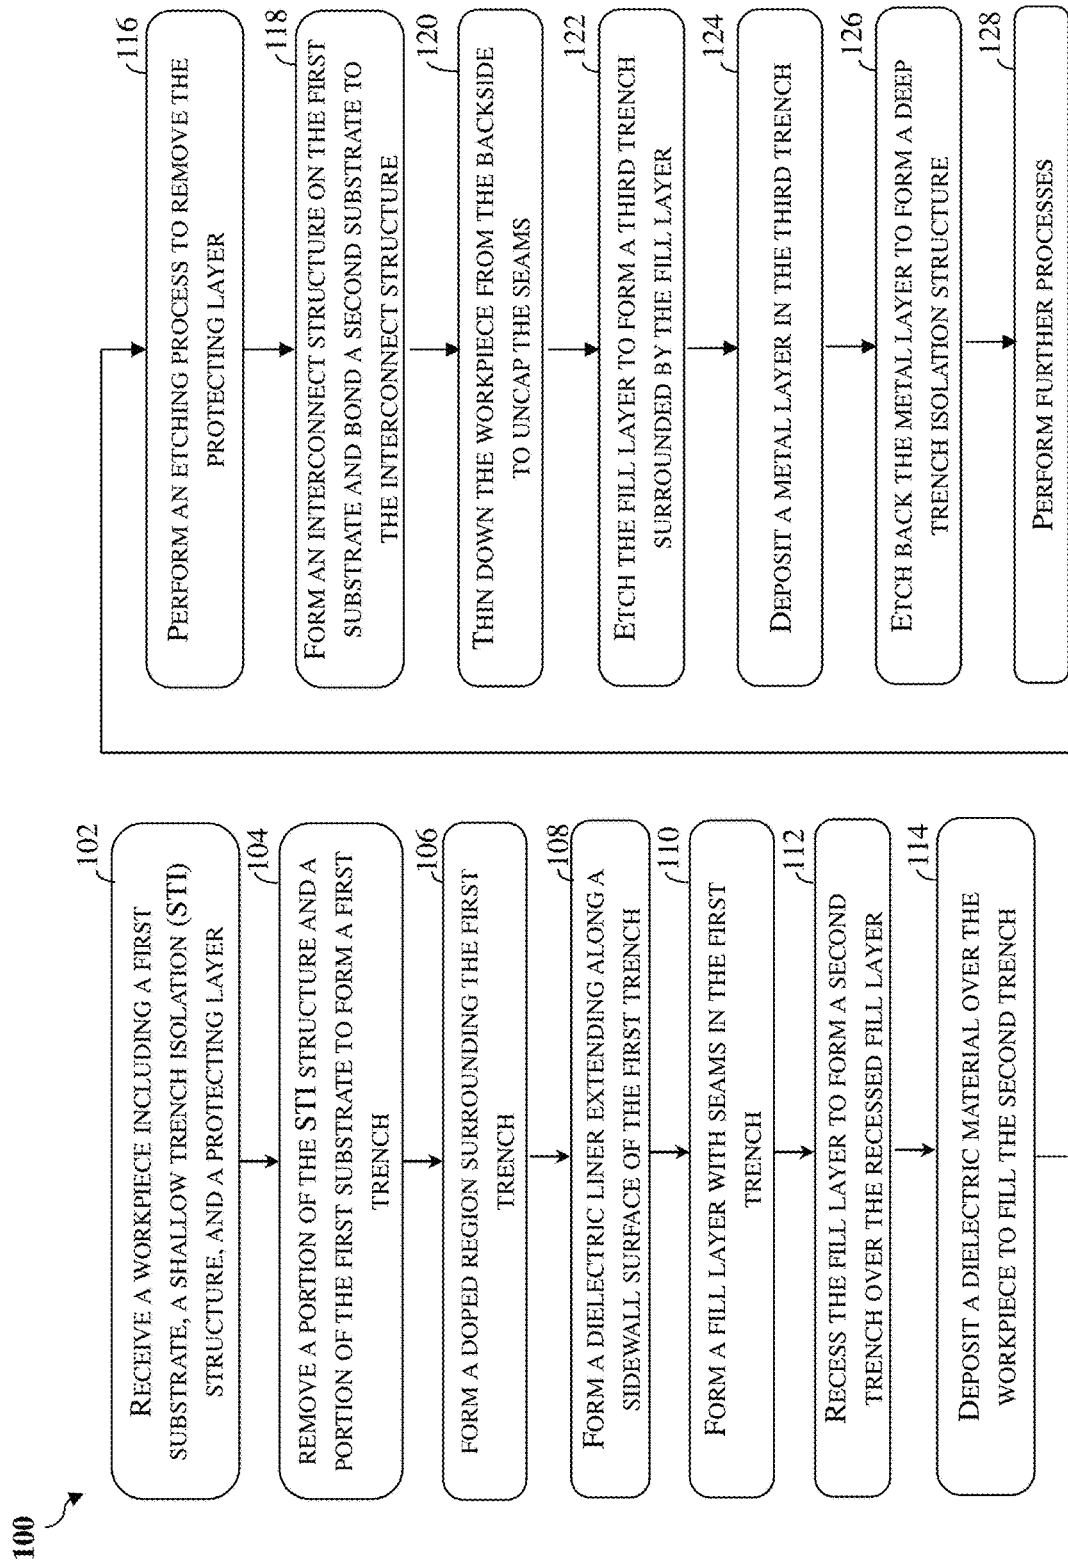 100
102
RECEIVE A WORKPIECE INCLUDING A FIRST
SUBSTRATE, A SHALLOW TRENCH ISOLATION (STI)
STRUCTURE, AND A PROTECTING LAYER
104
REMOVE A PORTION OF THE STI STRUCTURE AND A
PORTION OF THE FIRST SUBSTRATE TO FORM A FIRST
TRENCH
106
FORM A DOPED REGION SURROUNDING THE FIRST
TRENCH
108
FORM A DIELECTRIC LINER EXTENDING ALONG A
SIDEWALL SURFACE OF THE FIRST TRENCH
110
FORM A FILL LAYER WITH SEAMS IN THE FIRST
TRENCH
112
RECESS THE FILL LAYER TO FORM A SECOND
TRENCH OVER THE RECESSED FILL LAYER
114
DEPOSIT A DIELECTRIC MATERIAL OVER THE
WORKPIECE TO FILL THE SECOND TRENCH
116
PERFORM AN ETCHING PROCESS TO REMOVE THE
PROTECTING LAYER
118
FORM AN INTERCONNECT STRUCTURE ON THE FIRST
SUBSTRATE AND BOND A SECOND SUBSTRATE TO
THE INTERCONNECT STRUCTURE
120
THIN DOWN THE WORKPIECE FROM THE BACKSIDE
TO UNCAP THE SEAMS
122
ETCH THE FILL LAYER TO FORM A THIRD TRENCH
SURROUNDED BY THE FILL LAYER
124
DEPOSIT A METAL LAYER IN THE THIRD TRENCH
126
ETCH BACK THE METAL LAYER TO FORM A DEEP
TRENCH ISOLATION STRUCTURE
128
PERFORM FURTHER PROCESSES